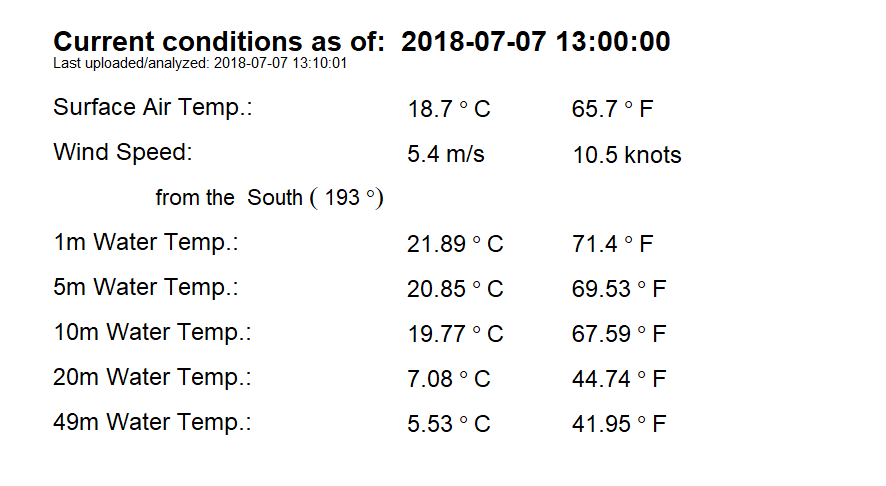 Current conditions as of: 2018-07-07 13:00:00
Last uploaded/analyzed: 2018-07-07 13:10:01
Surface Air Temp.: 18.7 ° C 65.7 ° F
Wind Speed: 5.4 m/s 10.5 knots
from the South ( 193 °)
1m Water Temp.: 21.89 ° C 71.4 ° F
5m Water Temp.: 20.85 ° C 69.53 ° F
10m Water Temp.: 19.77 ° C 67.59 ° F
20m Water Temp.: 7.08 ° C 44.74 ° F
49m Water Temp.: 5.53 ° C 41.95 ° F